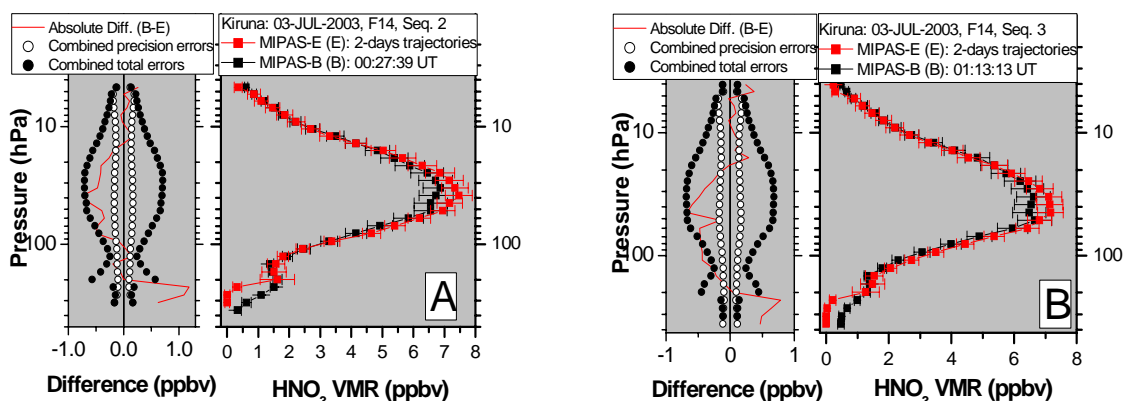 Absolute Diff. (B-E)
Combined precision errors
Combined total errors
Kiruna: 03-JUL-2003, F14, Seq. 2
MIPAS-E (E): 2-days trajectories
MIPAS-B (B): 00:27:39 UT
Pressure (hPa)
10
100
10
100
A
-1.0 0.0 1.0
0 1 2 3 4 5 6 7 8
Difference (ppbv)
HNO₃ VMR (ppbv)
Absolute Diff. (B-E)
Combined precision errors
Combined total errors
Kiruna: 03-JUL-2003, F14, Seq. 3
MIPAS-E (E): 2-days trajectories
MIPAS-B (B): 01:13:13 UT
Pressure (hPa)
10
100
10
100
B
-1 0 1
0 2 4 6 8
Difference (ppbv)
HNO₃ VMR (ppbv)